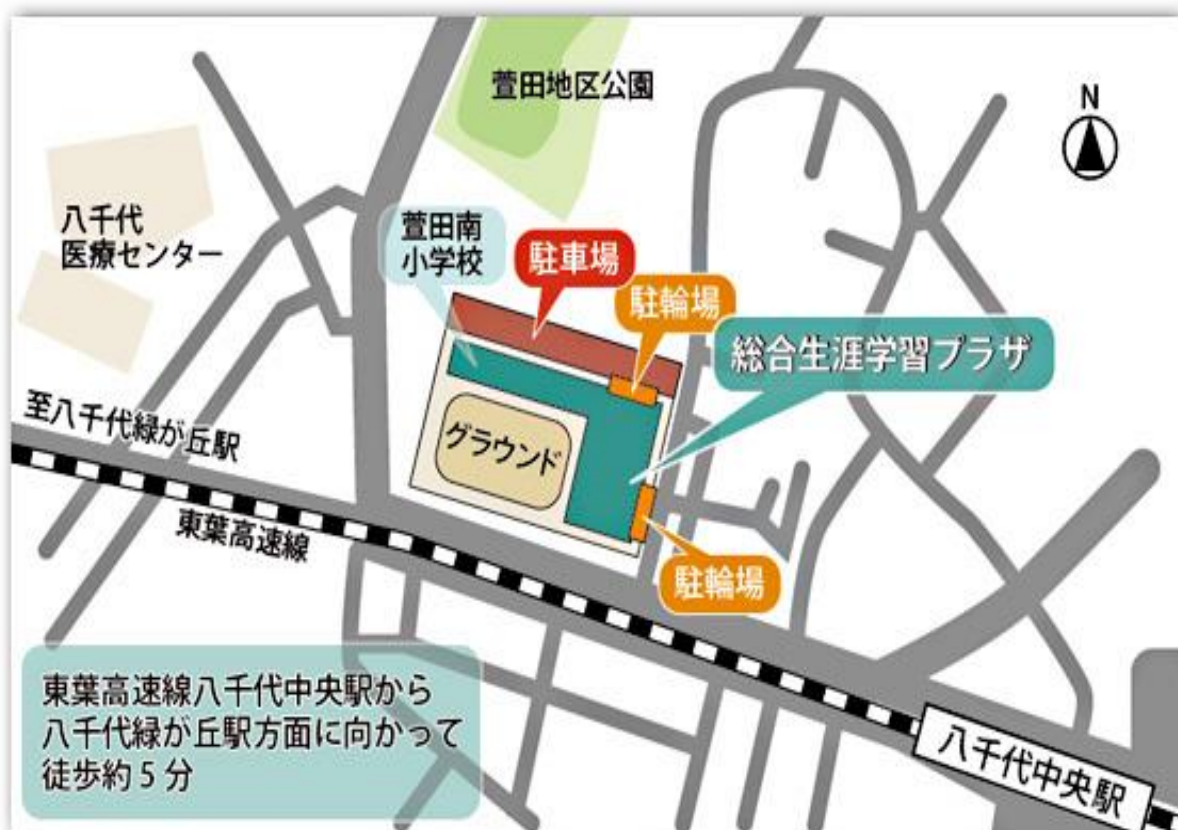 萱田地区公園
N
八千代
医療センター
萱田南
小学校
駐車場
駐輪場
総合生涯学習プラザ
至八千代緑が丘駅
グラウンド
東葉高速線
駐輪場
東葉高速線八千代中央駅から
八千代緑が丘駅方面に向かって
徒歩約5分
八千代中央駅